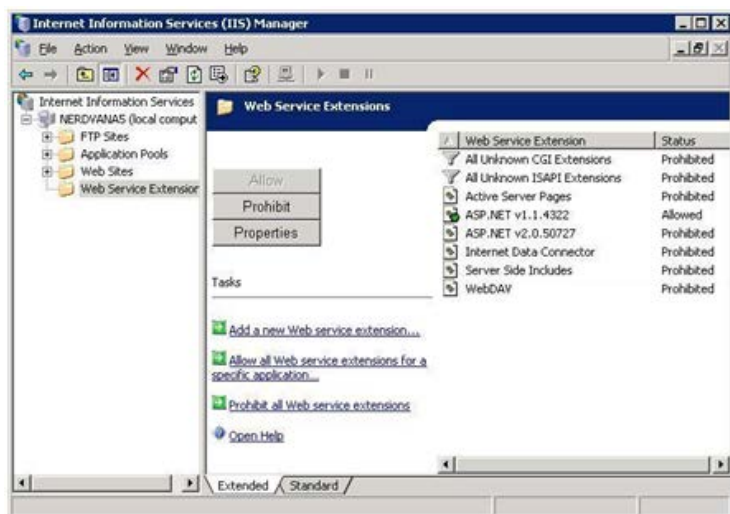 Internet Information Services (IIS) Manager
File Action View Window Help
Internet Information Services
NERDVANA5 (local comput
FTP Sites
Application Pools
Web Sites
Web Service Extension
Web Service Extensions
Allow
Prohibit
Properties
Tasks
Add a new Web service extension...
Allow all Web service extensions for a
specific application...
Prohibit all Web service extensions
Open Help
Web Service Extension Status
All Unknown CGI Extensions Prohibited
All Unknown ISAPI Extensions Prohibited
Active Server Pages Prohibited
ASP.NET v1.1.4322 Allowed
ASP.NET v2.0.50727 Prohibited
Internet Data Connector Prohibited
Server Side Includes Prohibited
WebDAV Prohibited
Extended Standard